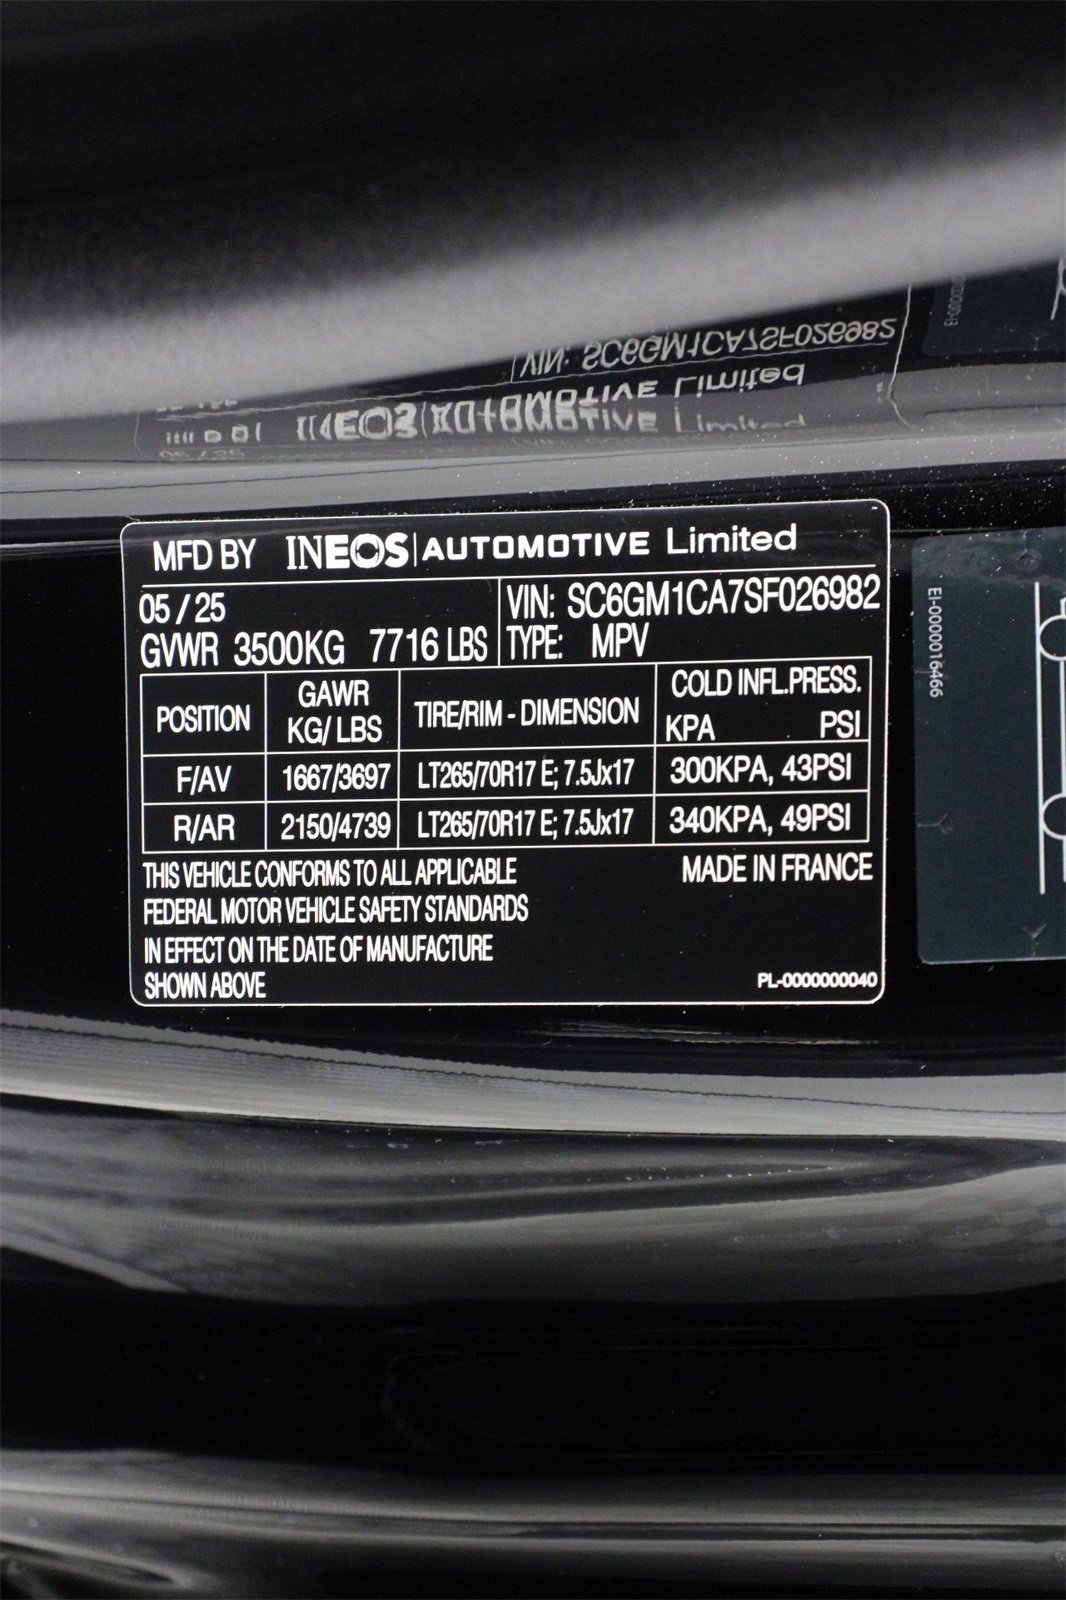 MFD BY INEOS AUTOMOTIVE Limited
05 / 25
VIN: SC6GM1CA7SF026982
GVWR 3500KG 7716 LBS
TYPE: MPV
POSITION GAWR KG/ LBS TIRE/RIM - DIMENSION COLD INFL.PRESS. KPA PSI
F/AV 1667/3697 LT265/70R17 E; 7.5Jx17 300KPA, 43PSI
R/AR 2150/4739 LT265/70R17 E; 7.5Jx17 340KPA, 49PSI
THIS VEHICLE CONFORMS TO ALL APPLICABLE
MADE IN FRANCE
FEDERAL MOTOR VEHICLE SAFETY STANDARDS
IN EFFECT ON THE DATE OF MANUFACTURE
SHOWN ABOVE
PL-0000000040
EI-0000016466